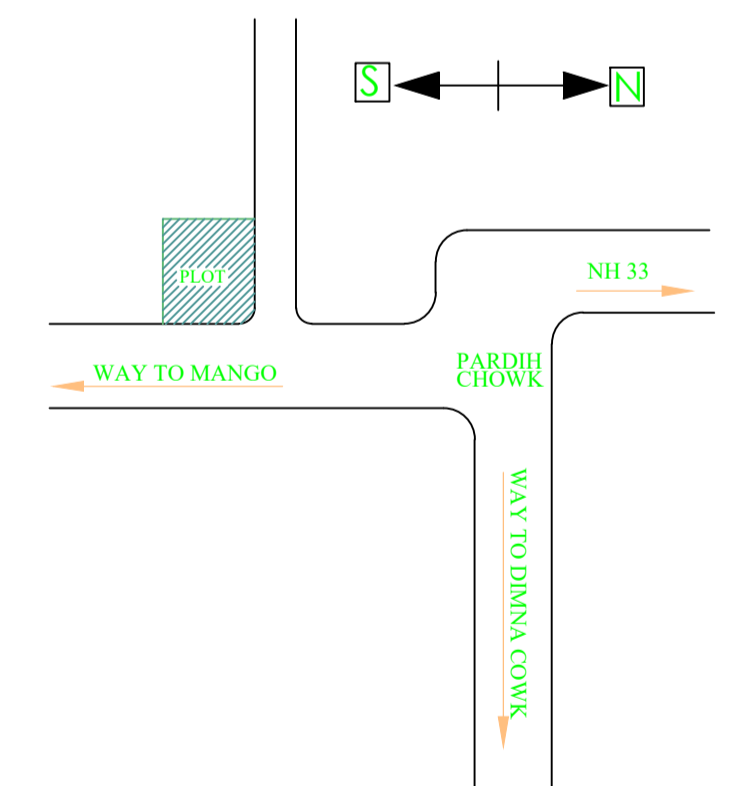 S
N
NH 33
PLOT
PARDIH
CHOWK
WAY TO MANGO
WAY TO DIMNA COWK